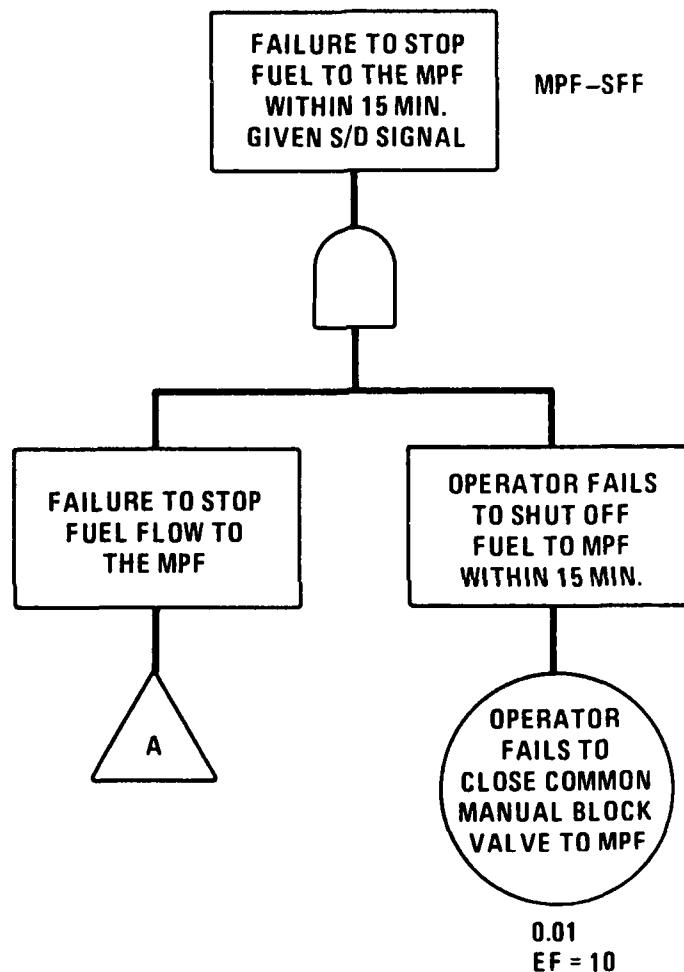 FAILURE TO STOP
FUEL TO THE MPF
WITHIN 15 MIN.
GIVEN S/D SIGNAL
MPF-SFF
FAILURE TO STOP
FUEL FLOW TO
THE MPF
OPERATOR FAILS
TO SHUT OFF
FUEL TO MPF
WITHIN 15 MIN.
A
OPERATOR
FAILS TO
CLOSE COMMON
MANUAL BLOCK
VALVE TO MPF
0.01
EF = 10